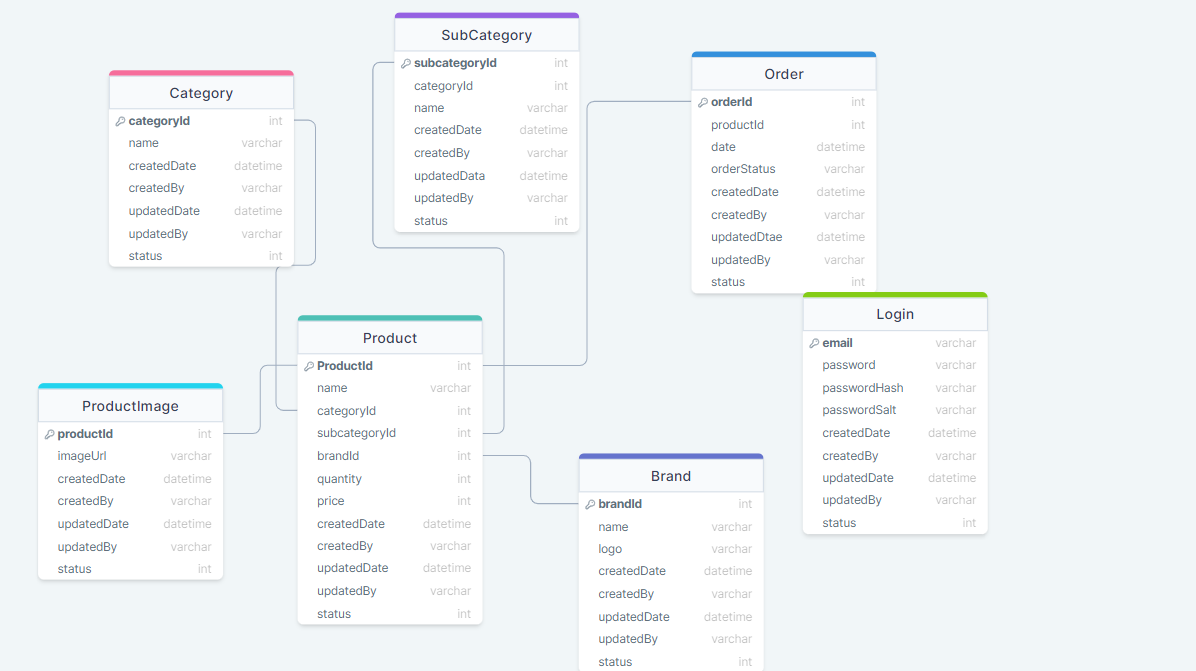 SubCategory
subcategoryId int
categoryId int
name varchar
createdDate datetime
createdBy varchar
updatedData datetime
updatedBy varchar
status int
Order
orderId int
productId int
date datetime
orderStatus varchar
createdDate datetime
createdBy varchar
updatedDtae datetime
updatedBy varchar
status int
Category
categoryId int
name varchar
createdDate datetime
createdBy varchar
updatedDate datetime
updatedBy varchar
status int
Login
email varchar
password varchar
passwordHash varchar
passwordSalt varchar
createdDate datetime
createdBy varchar
updatedDate datetime
updatedBy varchar
status int
Product
ProductId int
name varchar
categoryId int
subcategoryId int
brandId int
quantity int
price int
createdDate datetime
createdBy varchar
updatedDate datetime
updatedBy varchar
status int
ProductImage
productId int
imageUrl varchar
createdDate datetime
createdBy varchar
updatedDate datetime
updatedBy varchar
status int
Brand
brandId int
name varchar
logo varchar
createdDate datetime
createdBy varchar
updatedDate datetime
updatedBy varchar
status int